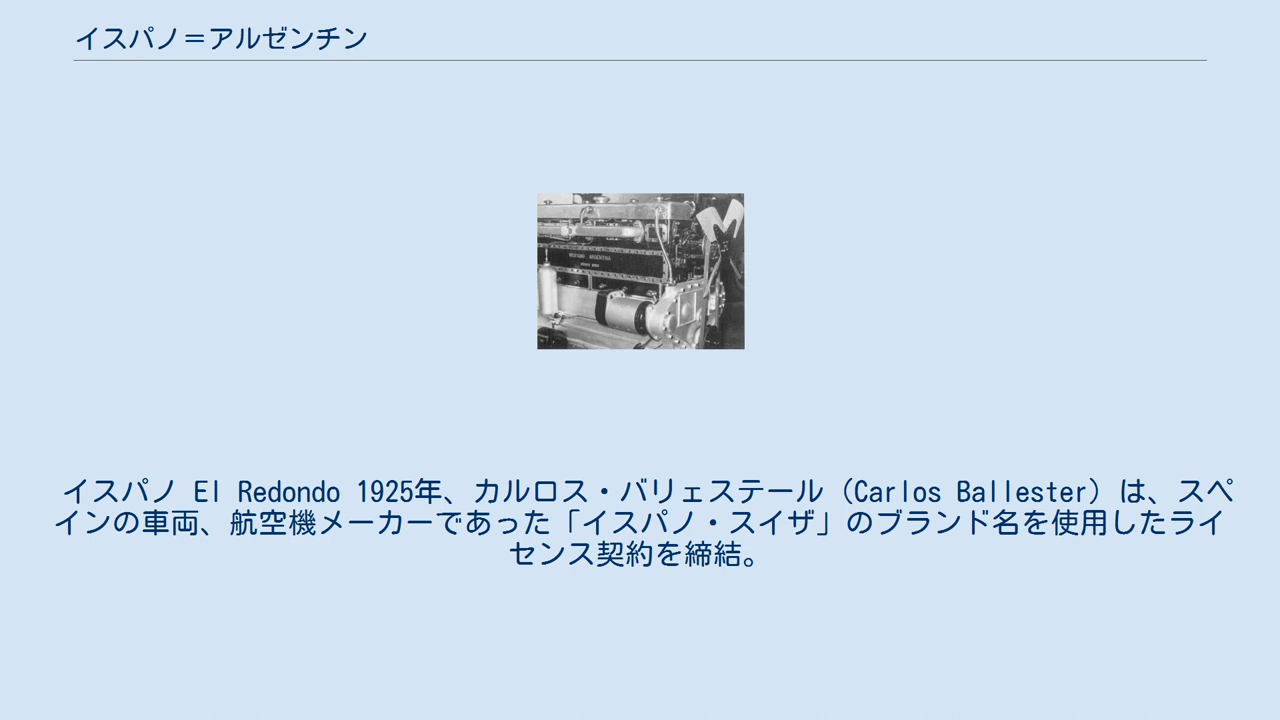 イスパノ＝アルゼンチン
ARGENTINA
イスパノ El Redondo 1925年、カルロス・バリェステール（Carlos Ballester）は、スペ
インの車両、航空機メーカーであった「イスパノ・スイザ」のブランド名を使用したライ
センス契約を締結。